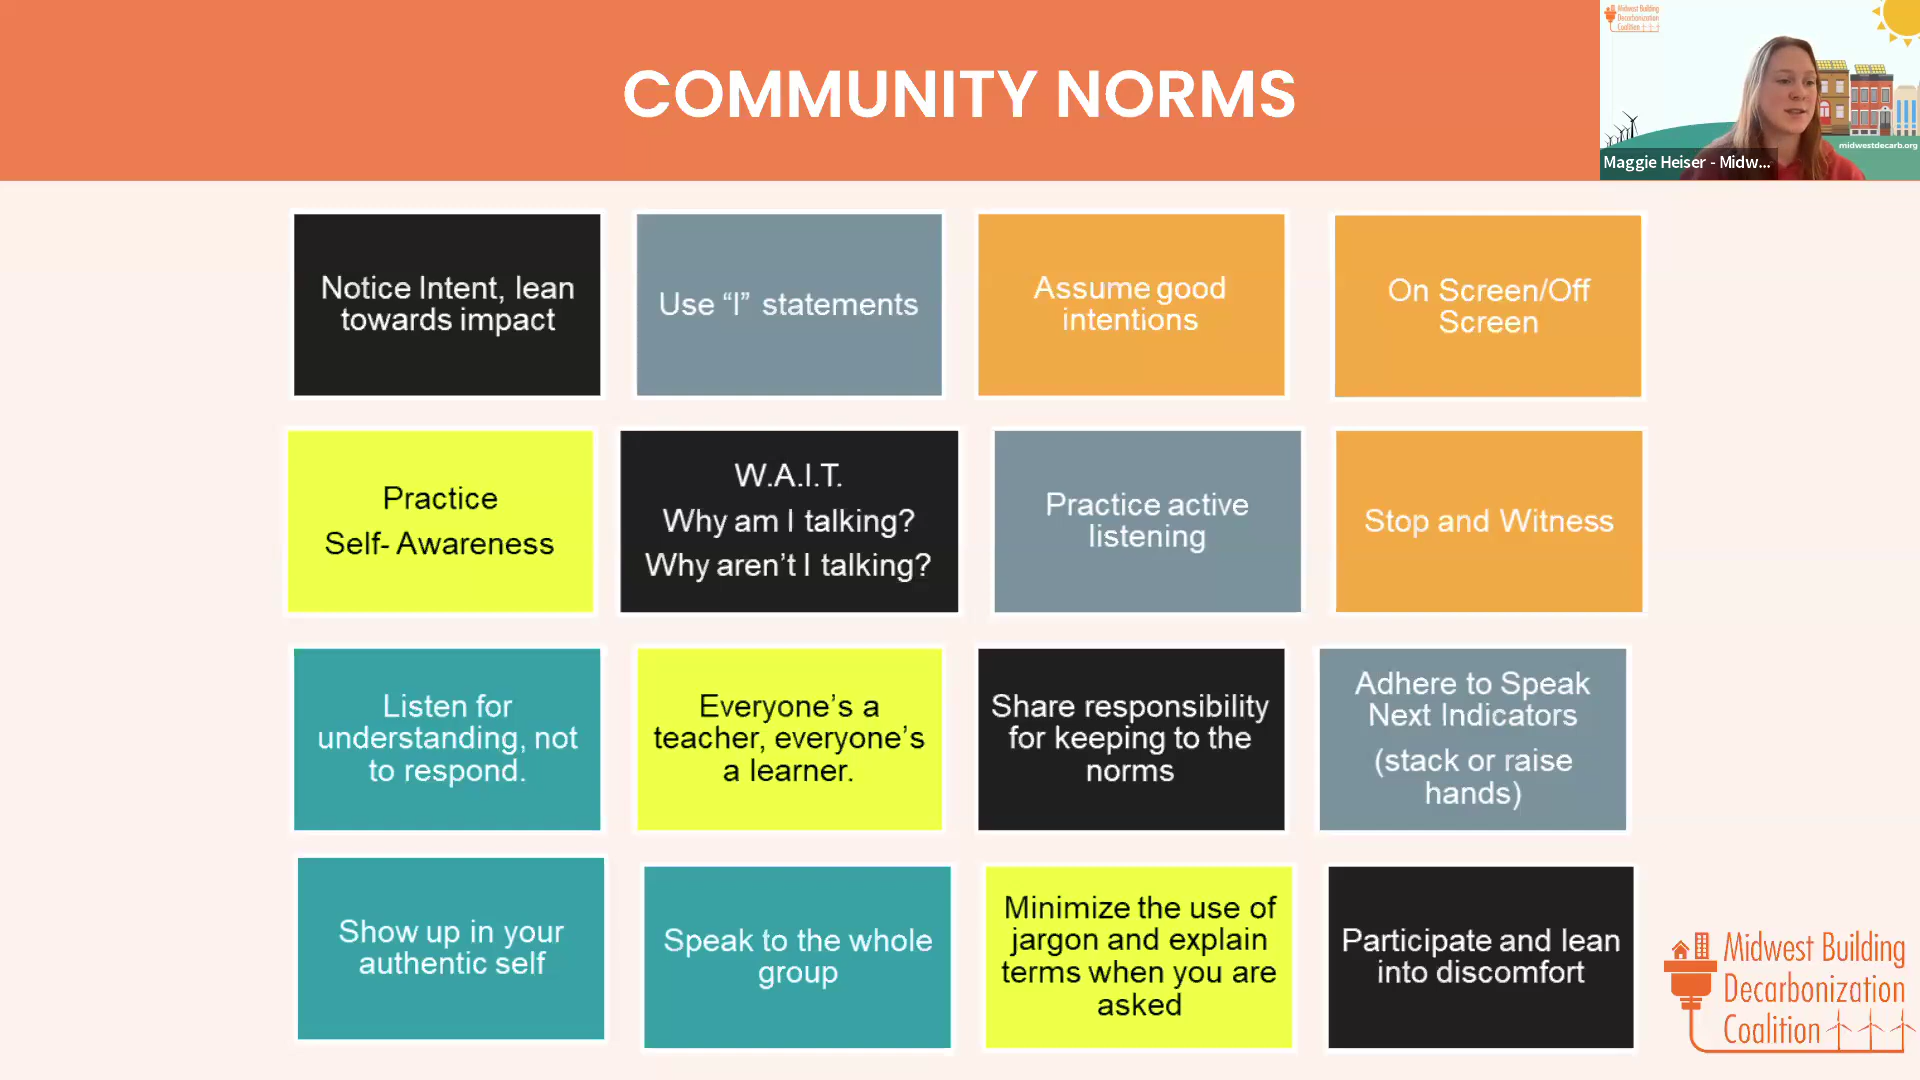 COMMUNITY NORMS
Midwest Building
Decarbonization
Coalition
midwestdecarb.org
Maggie Heiser - Midw...
Notice Intent, lean
towards impact
Use “I” statements
Assume good
intentions
On Screen/Off
Screen
Practice
Self- Awareness
W.A.I.T.
Why am I talking?
Why aren’t I talking?
Practice active
listening
Stop and Witness
Listen for
understanding, not
to respond.
Everyone’s a
teacher, everyone’s
a learner.
Share responsibility
for keeping to the
norms
Adhere to Speak
Next Indicators
(stack or raise
hands)
Show up in your
authentic self
Speak to the whole
group
Minimize the use of
jargon and explain
terms when you are
asked
Participate and lean
into discomfort
Midwest Building
Decarbonization
Coalition